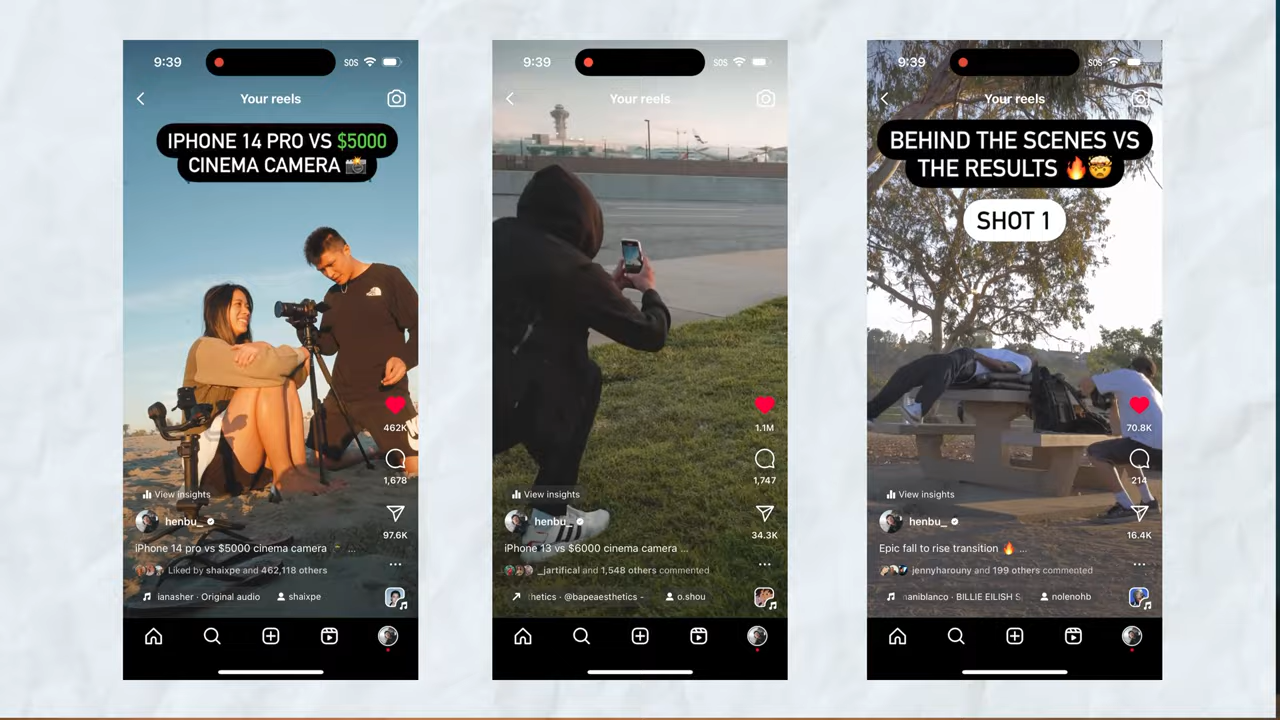 9:39
SOS
Your reels
IPHONE 14 PRO VS $5000
CINEMA CAMERA 📸
462K
1,678
View insights
henbu_
97.6K
iPhone 14 pro vs $5000 cinema camera ...
Liked by shaixpe and 462,118 others
ianasher · Original audio
shaixpe
9:39
SOS
Your reels
1.1M
1,747
View insights
henbu_
34.3K
iPhone 13 vs $6000 cinema camera ...
_jartifical and 1,548 others commented
hetics · @bapeaesthetics -
o.shou
9:39
SOS
Your reels
BEHIND THE SCENES VS
THE RESULTS 🔥🤯
SHOT 1
70.8K
214
View insights
henbu_
16.4K
Epic fall to rise transition 🔥 ...
jennyharouny and 199 others commented
aniblanco · BILLIE EILISH S
nolenohb